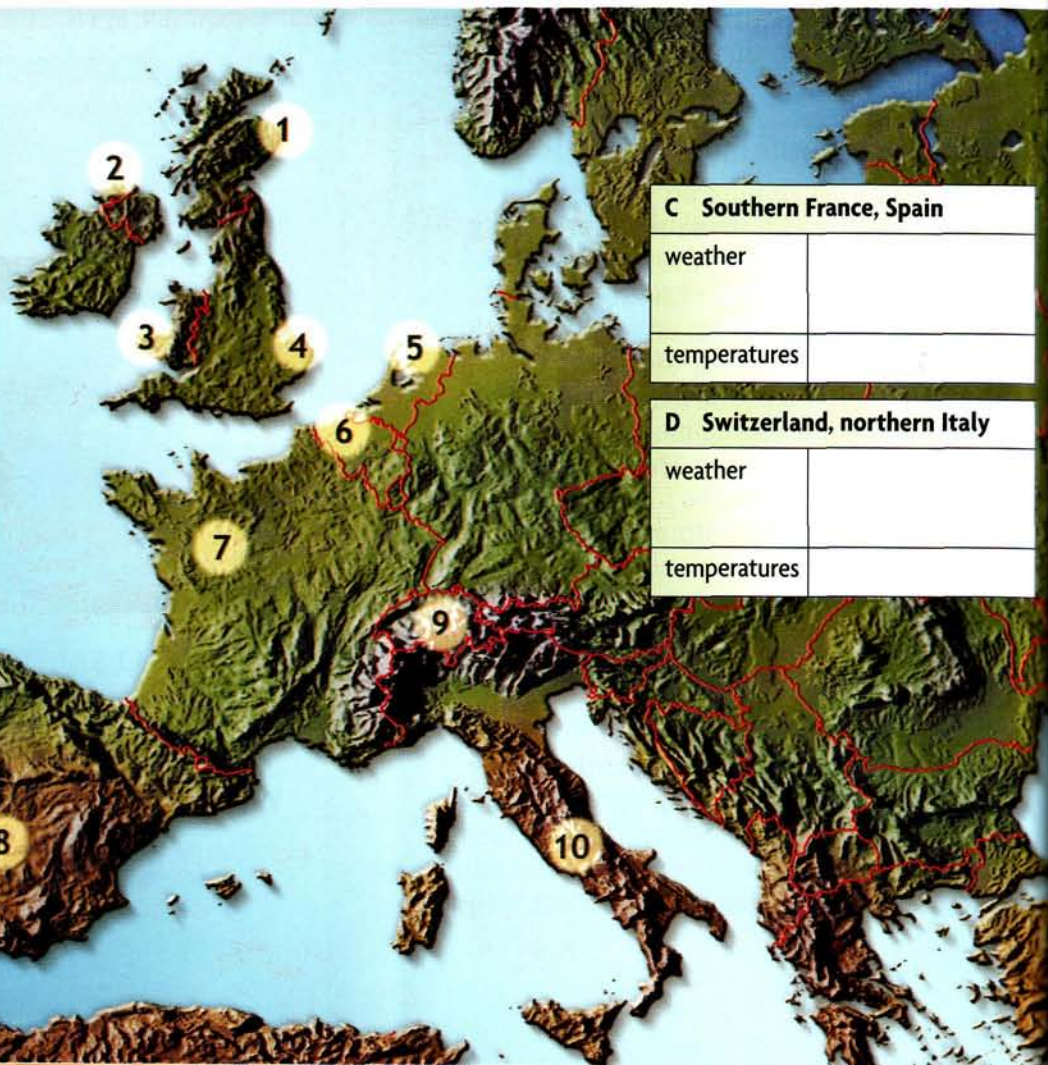 1
2
3
4
5
6
7
8
9
10
C Southern France, Spain
weather
temperatures
D Switzerland, northern Italy
weather
temperatures